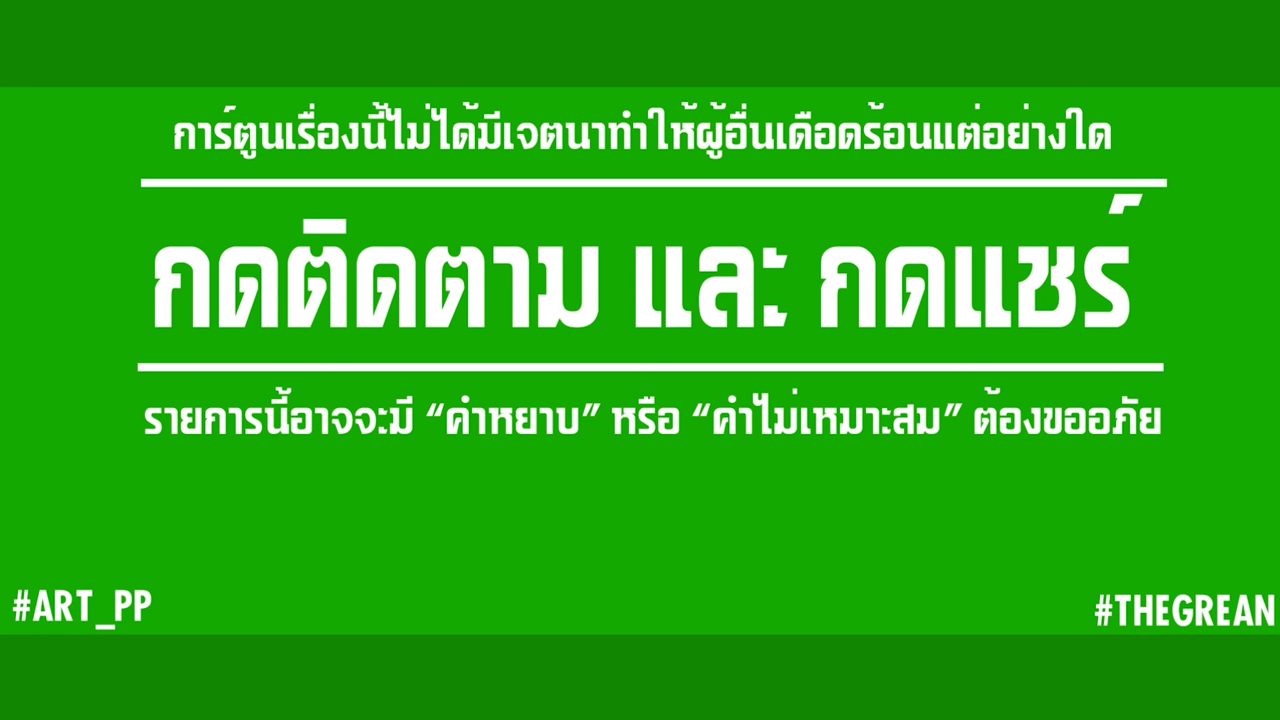 การ์ตูนเรื่องนี้ไม่ได้มีเจตนาทำให้ผู้อื่นเดือดร้อนแต่อย่างใด
กดติดตาม และ กดแชร์
รายการนี้อาจจะมี “คำหยาบ” หรือ “คำไม่เหมาะสม” ต้องขออภัย
#ART_PP
#THEGREAN